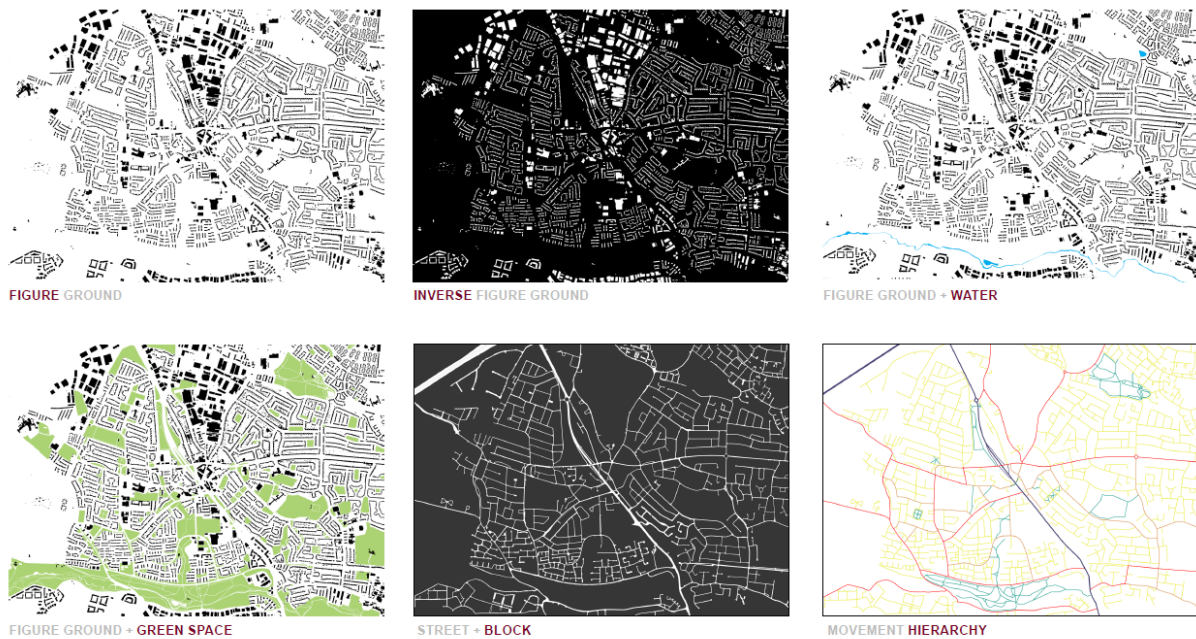 FIGURE GROUND
INVERSE FIGURE GROUND
FIGURE GROUND + WATER
FIGURE GROUND + GREEN SPACE
STREET + BLOCK
MOVEMENT HIERARCHY